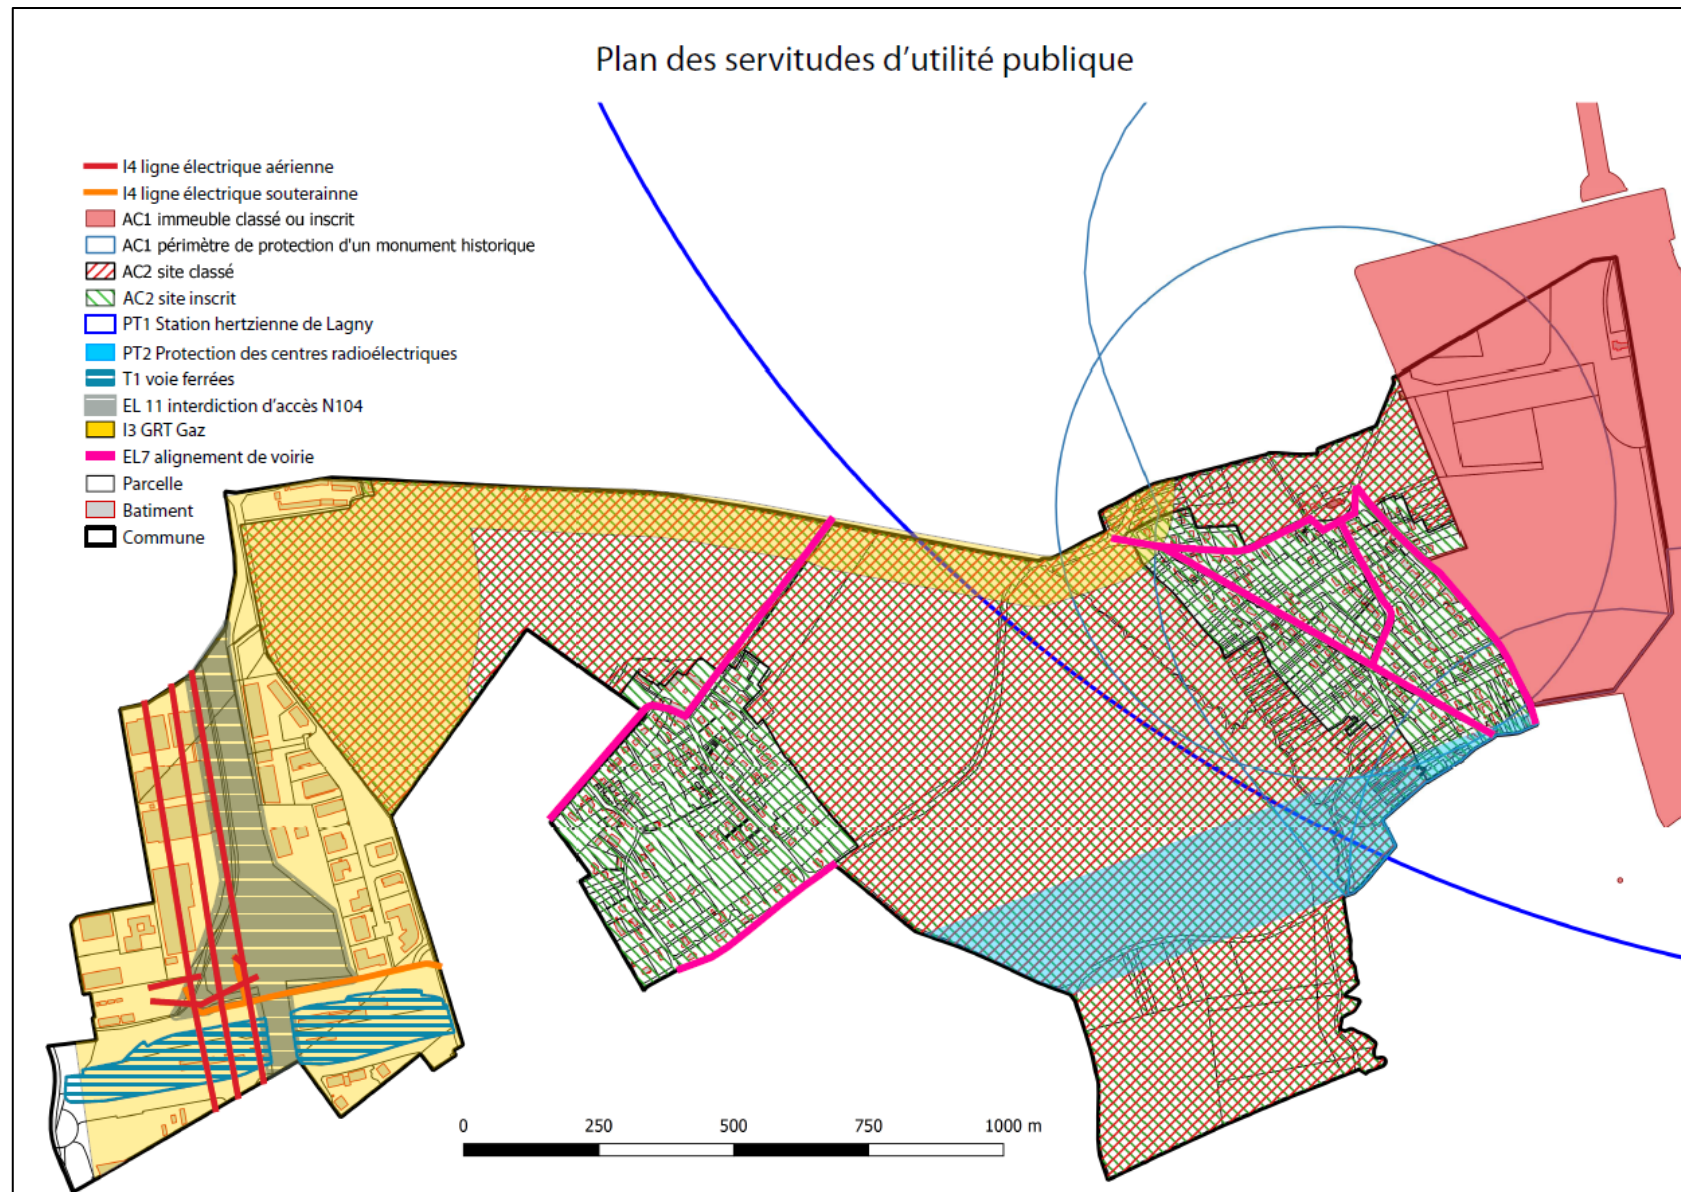 Plan des servitudes d'utilité publique
I4 ligne électrique aérienne
I4 ligne électrique souterainne
AC1 immeuble classé ou inscrit
AC1 périmètre de protection d'un monument historique
AC2 site classé
AC2 site inscrit
PT1 Station hertzienne de Lagny
PT2 Protection des centres radioélectriques
T1 voie ferrées
EL 11 interdiction d'accès N104
I3 GRT Gaz
EL7 alignement de voirie
Parcelle
Batiment
Commune
0 250 500 750 1000 m